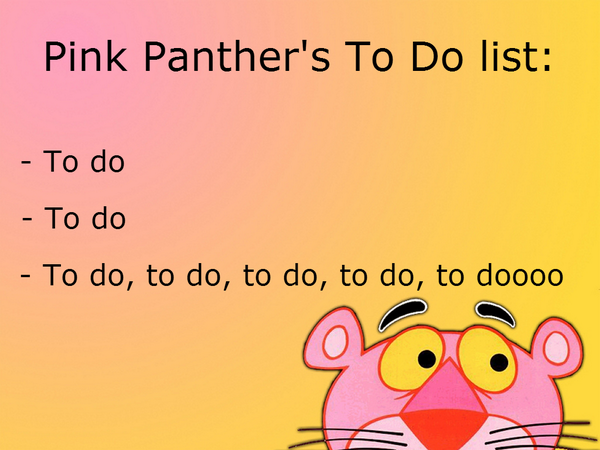 Pink Panther's To Do list:
- To do
- To do
- To do, to do, to do, to do, to doooo